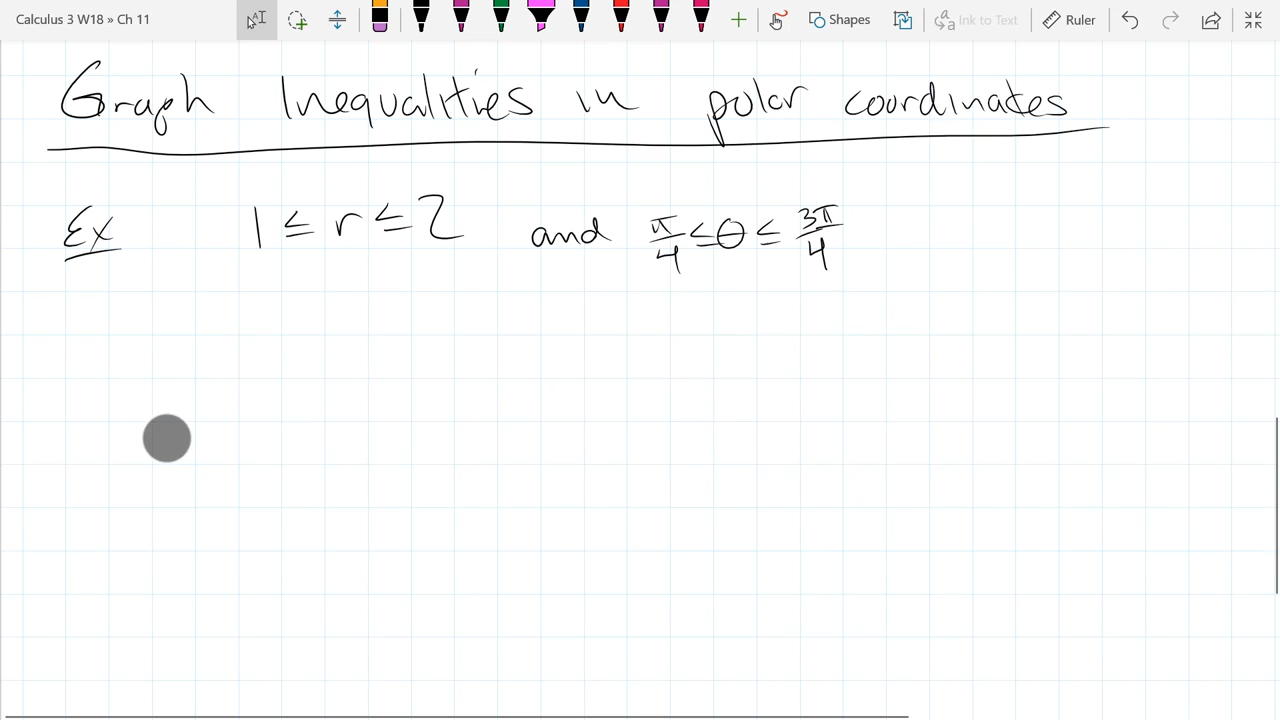 Calculus 3 W18 » Ch 11
Shapes
Ink to Text
Ruler
Graph Inequalities in polar coordinates
Ex 1 ≤ r ≤ 2 and π/4 ≤ θ ≤ 3π/4